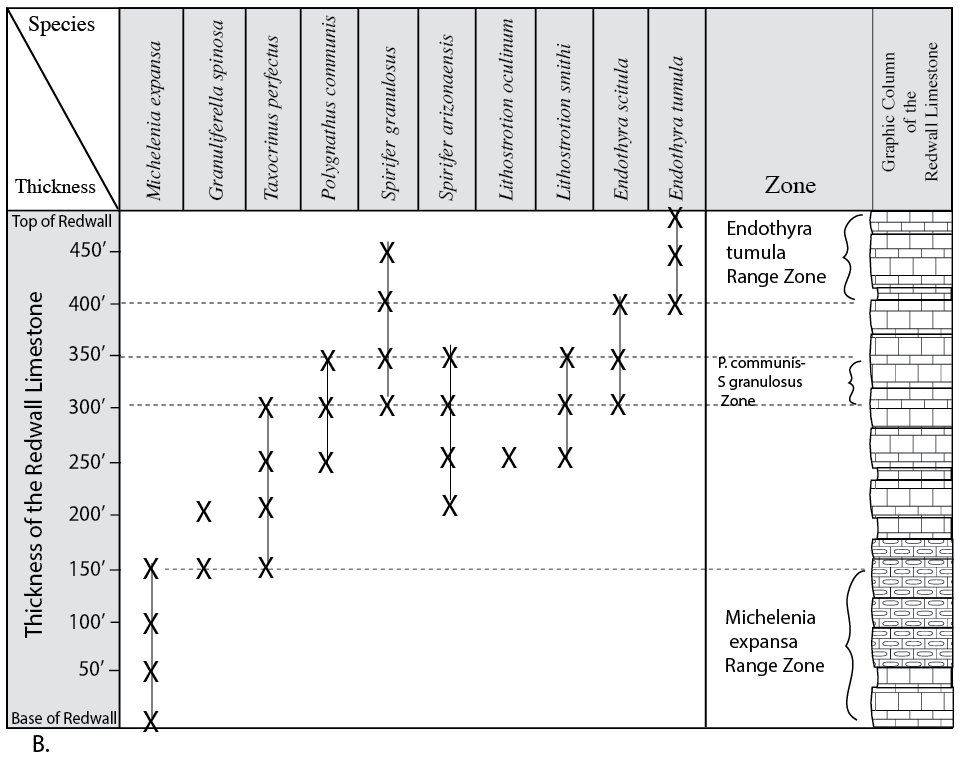 Species
Thickness
Michelenia expansa
Granuliferella spinosa
Taxocrinus perfectus
Polygnathus communis
Spirifer granulosus
Spirifer arizonaensis
Lithostrotion oculinum
Lithostrotion smithi
Endothyra scitula
Endothyra tumula
Zone
Graphic Column
of the
Redwall Limestone
Thickness of the Redwall Limestone
Top of Redwall
450′
400′
350′
300′
250′
200′
150′
100′
50′
Base of Redwall
X
X X
X X
X X X X
X X X X X
X X X X
X X X
X X
X X X
X
X
X
Endothyra
tumula
Range Zone
P. communis-
S granulosus
Zone
Michelenia
expansa
Range Zone
B.